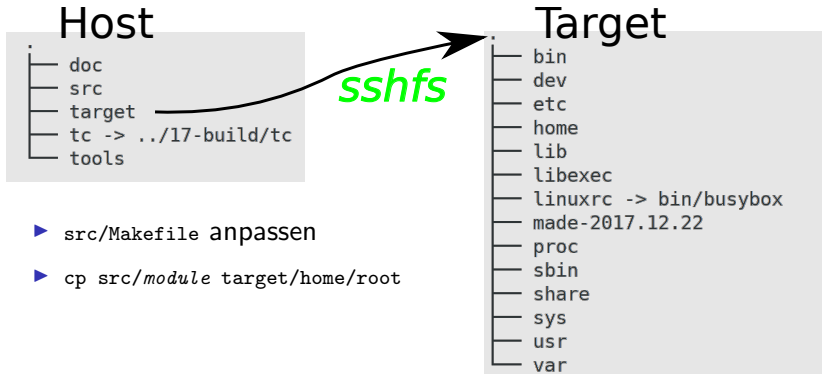 Host
.
├── doc
├── src
├── target
├── tc -> ../17-build/tc
└── tools
sshfs
▶ src/Makefile anpassen
▶ cp src/module target/home/root
Target
.
├── bin
├── dev
├── etc
├── home
├── lib
├── libexec
├── linuxrc -> bin/busybox
├── made-2017.12.22
├── proc
├── sbin
├── share
├── sys
├── usr
└── var